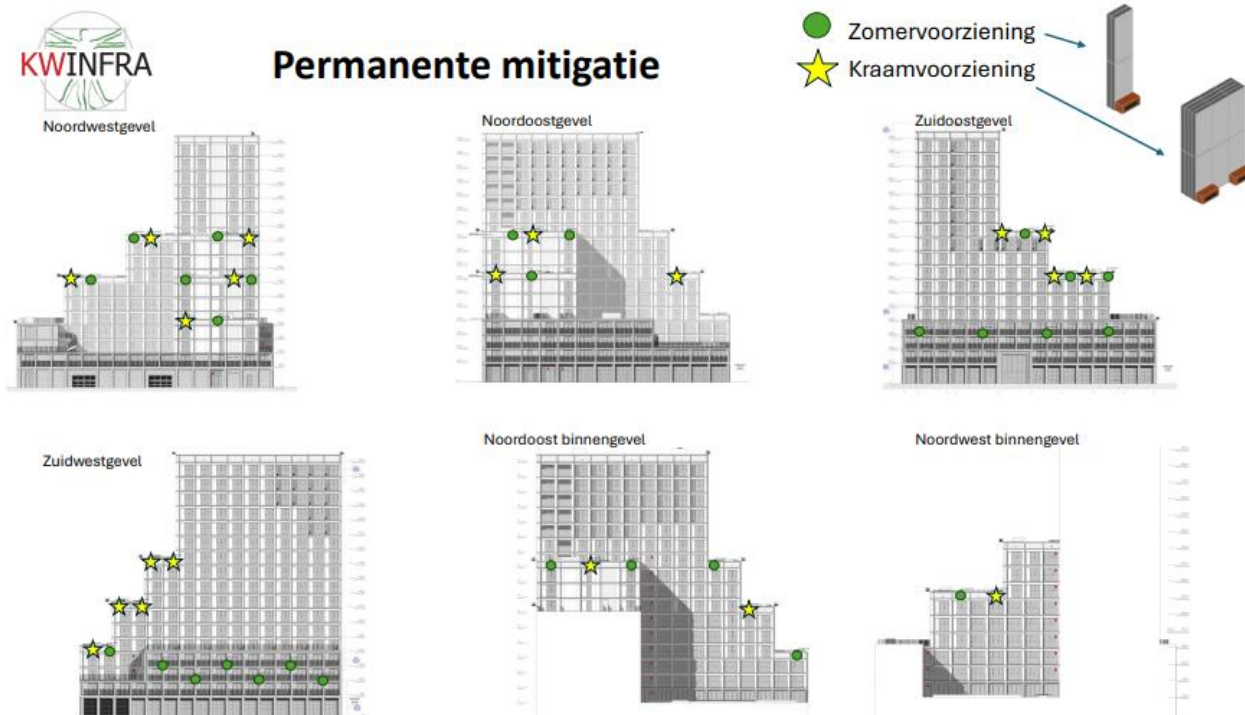 KWINFRA
Permanente mitigatie
Zomervoorziening
Kraamvoorziening
Noordwestgevel
Noordoostgevel
Zuidoostgevel
Zuidwestgevel
Noordoost binnengevel
Noordwest binnengevel